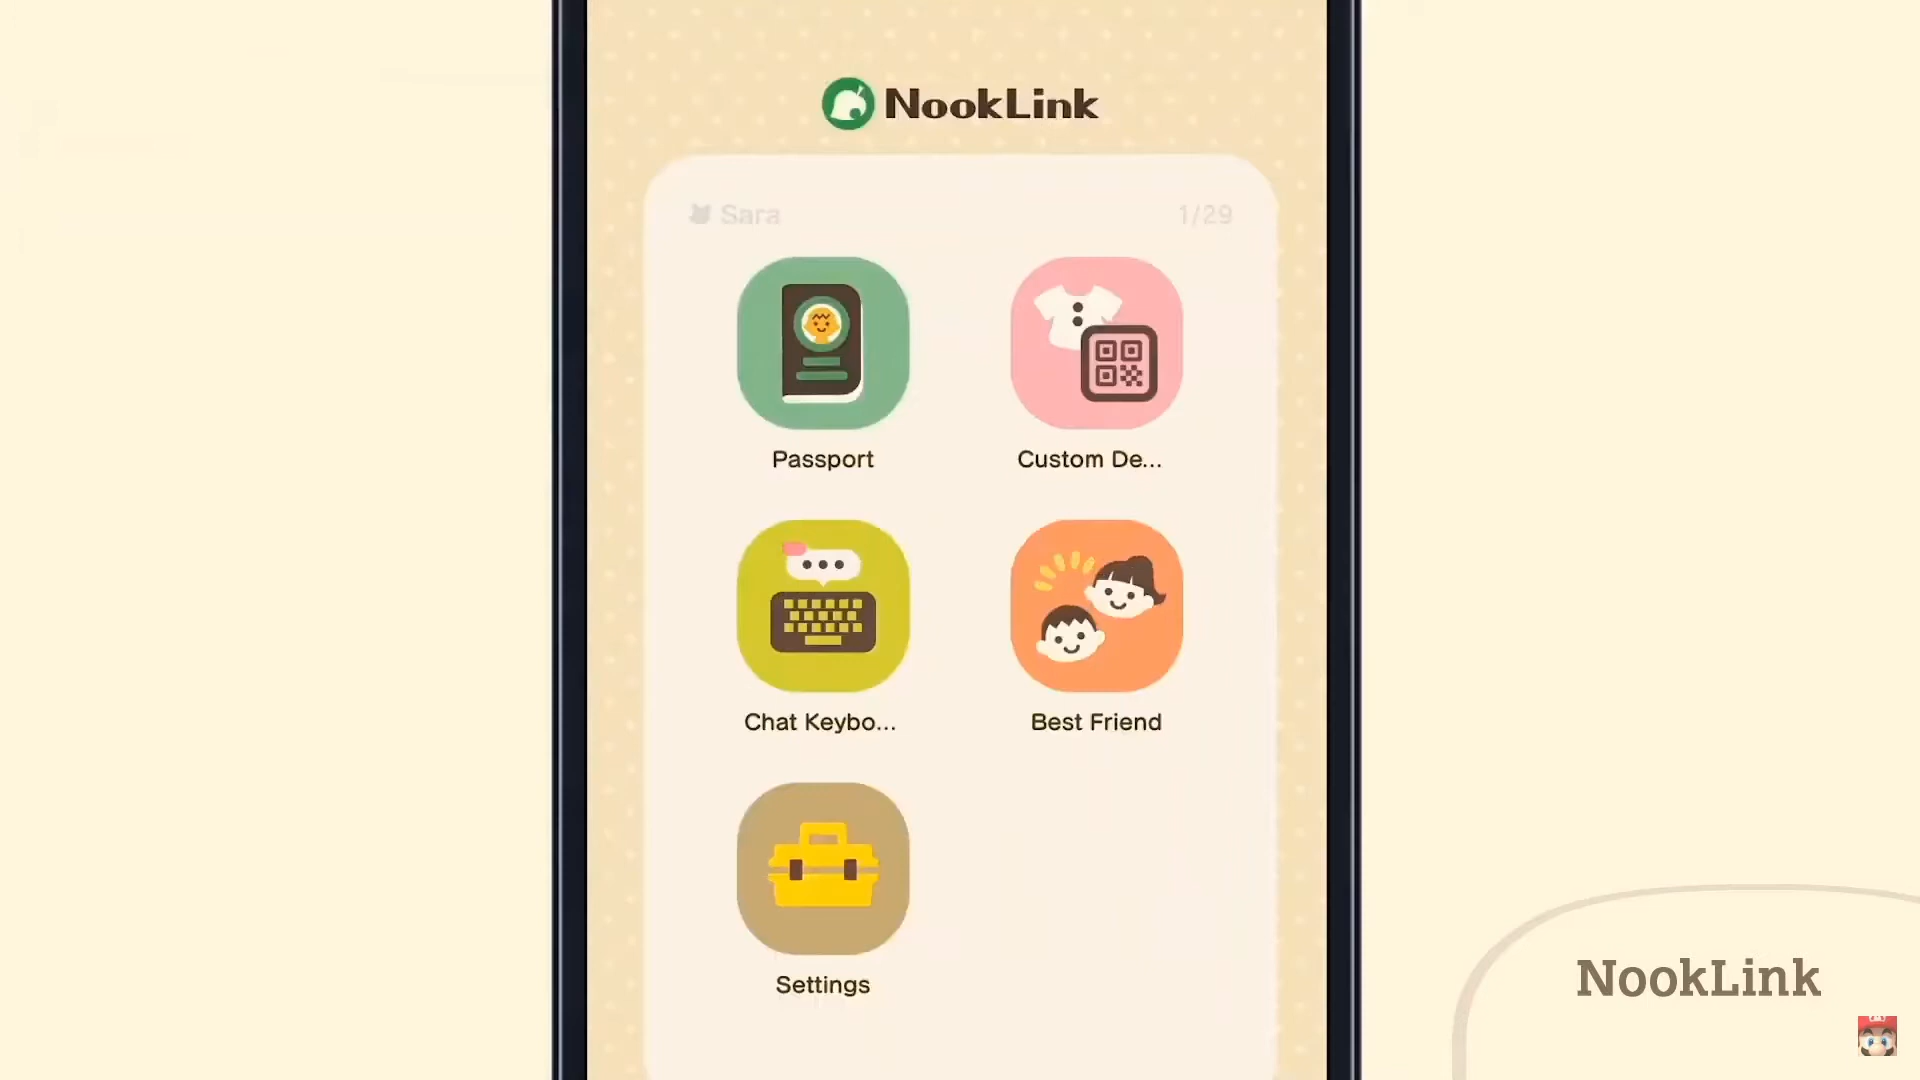 NookLink
Sara 1/29
Passport Custom De...
Chat Keybo... Best Friend
Settings
NookLink